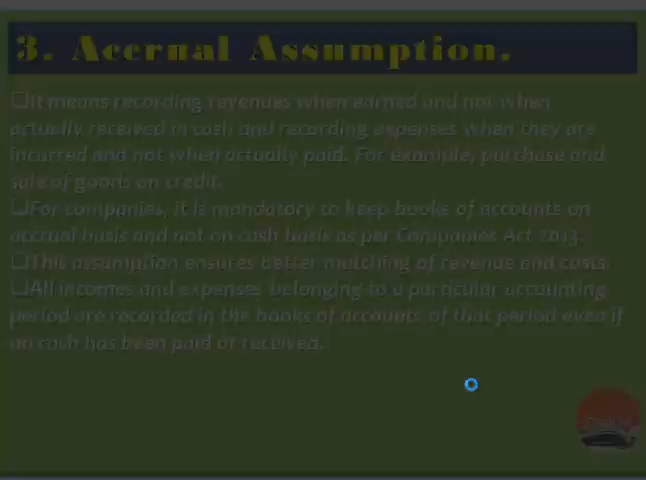 3. Accrual Assumption.
❑It means recording revenues when earned and not when
actually received in cash and recording expenses when they are
incurred and not when actually paid. For example, purchase and
sale of goods on credit.
❑For companies, it is mandatory to keep books of accounts on
accrual basis and not on cash basis as per Companies Act 2013.
❑This assumption ensures better matching of revenue and costs.
❑All incomes and expenses belonging to a particular accounting
period are recorded in the books of accounts of that period even if
no cash has been paid or received.